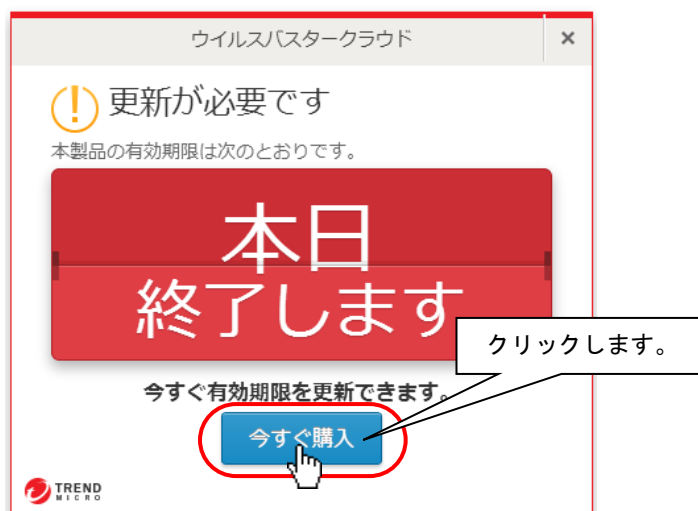 ウイルスバスタークラウド
×
更新が必要です
本製品の有効期限は次のとおりです。
本日
終了します
クリックします。
今すぐ有効期限を更新できます。
今すぐ購入
TREND
MICRO